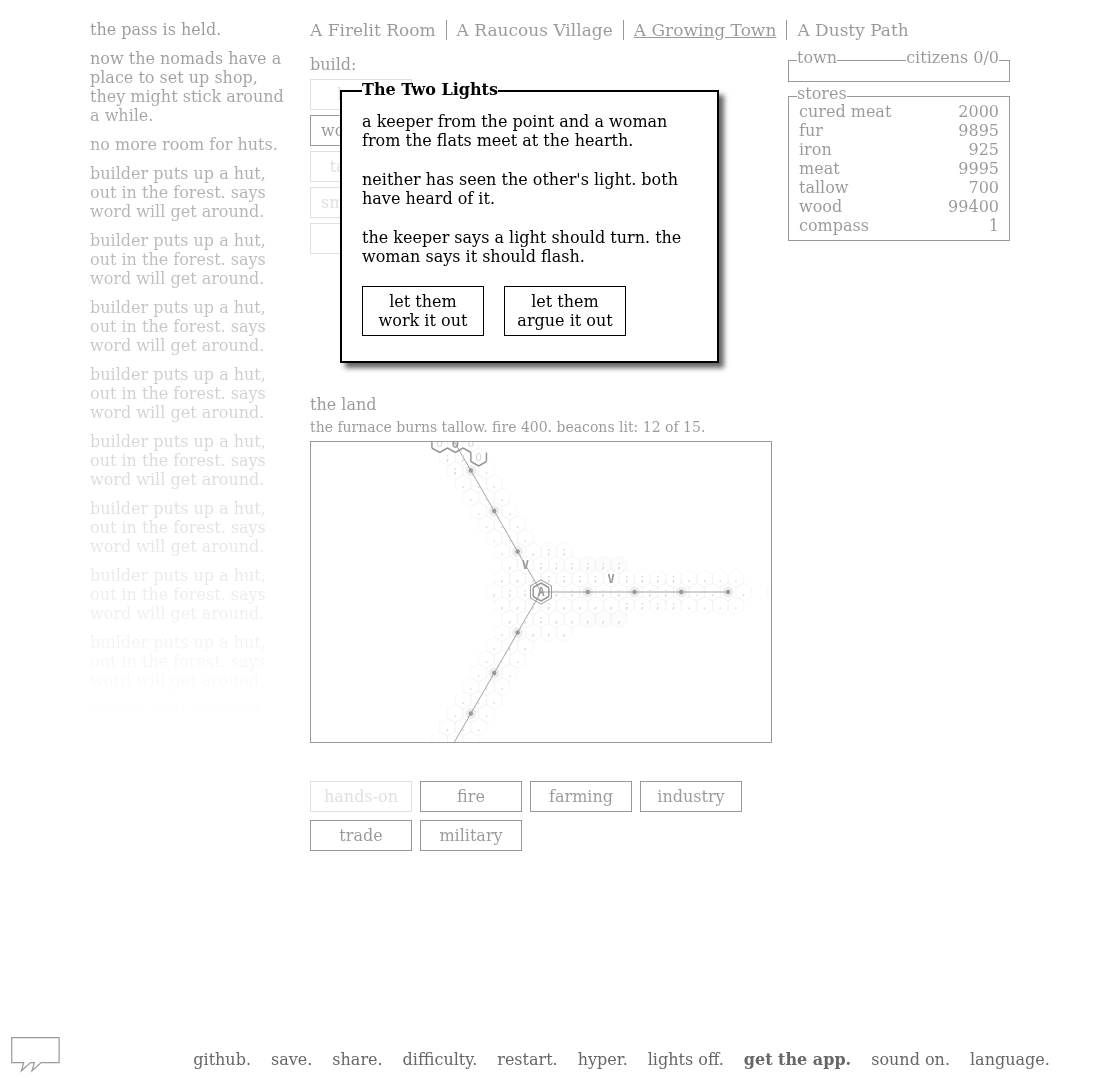 the pass is held.
now the nomads have a
place to set up shop,
they might stick around
a while.
no more room for huts.
builder puts up a hut,
out in the forest. says
word will get around.
builder puts up a hut,
out in the forest. says
word will get around.
builder puts up a hut,
out in the forest. says
word will get around.
builder puts up a hut,
out in the forest. says
word will get around.
builder puts up a hut,
out in the forest. says
word will get around.
builder puts up a hut,
out in the forest. says
word will get around.
builder puts up a hut,
out in the forest. says
word will get around.
builder puts up a hut,
out in the forest. says
word will get around.
A Firelit Room
A Raucous Village
A Growing Town
A Dusty Path
build:
The Two Lights
a keeper from the point and a woman
from the flats meet at the hearth.
neither has seen the other's light. both
have heard of it.
the keeper says a light should turn. the
woman says it should flash.
let them
work it out
let them
argue it out
town
citizens 0/0
stores
cured meat 2000
fur 9895
iron 925
meat 9995
tallow 700
wood 99400
compass 1
the land
the furnace burns tallow. fire 400. beacons lit: 12 of 15.
V
V
A
hands-on
fire
farming
industry
trade
military
github.
save.
share.
difficulty.
restart.
hyper.
lights off.
get the app.
sound on.
language.